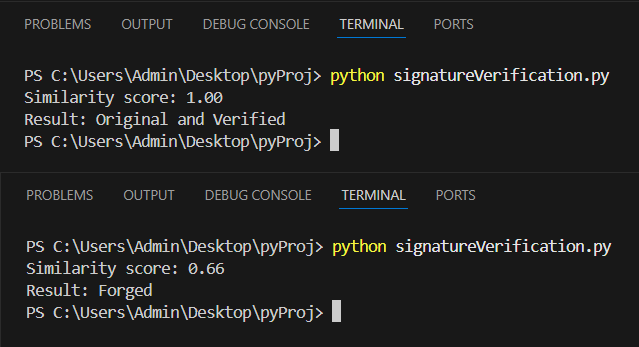 PROBLEMS OUTPUT DEBUG CONSOLE TERMINAL PORTS
PS C:\Users\Admin\Desktop\pyProj> python signatureVerification.py
Similarity score: 1.00
Result: Original and Verified
PS C:\Users\Admin\Desktop\pyProj>
PROBLEMS OUTPUT DEBUG CONSOLE TERMINAL PORTS
PS C:\Users\Admin\Desktop\pyProj> python signatureVerification.py
Similarity score: 0.66
Result: Forged
PS C:\Users\Admin\Desktop\pyProj>